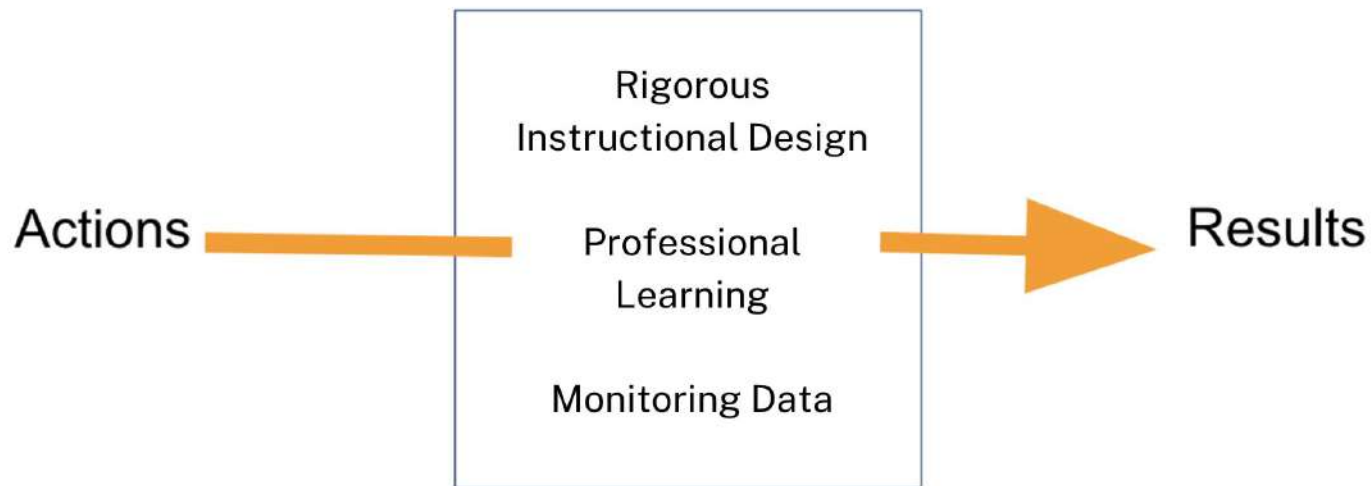 Rigorous
Instructional Design
Actions
Professional
Learning
Results
Monitoring Data